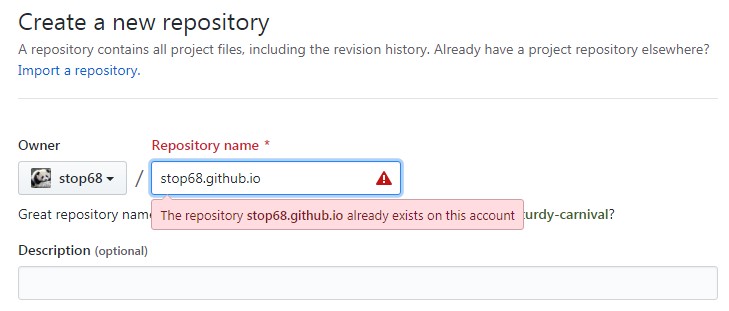 Create a new repository
A repository contains all project files, including the revision history. Already have a project repository elsewhere?
Import a repository.
Owner
Repository name *
stop68 /
stop68.github.io
The repository stop68.github.io already exists on this account
Great repository nam urdy-carnival?
Description (optional)